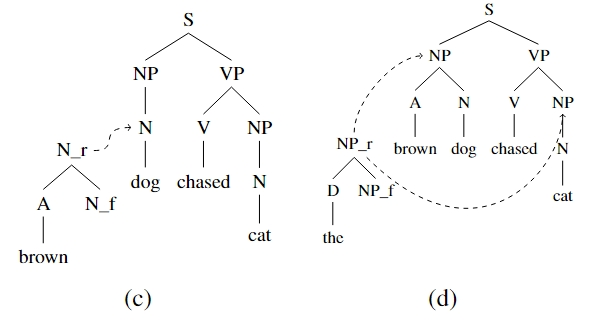 S
NP VP
N_r N V NP
A N_f dog chased N
brown cat
(c)
S
NP VP
A N V NP
NP_r brown dog chased N
D NP_f cat
the
(d)